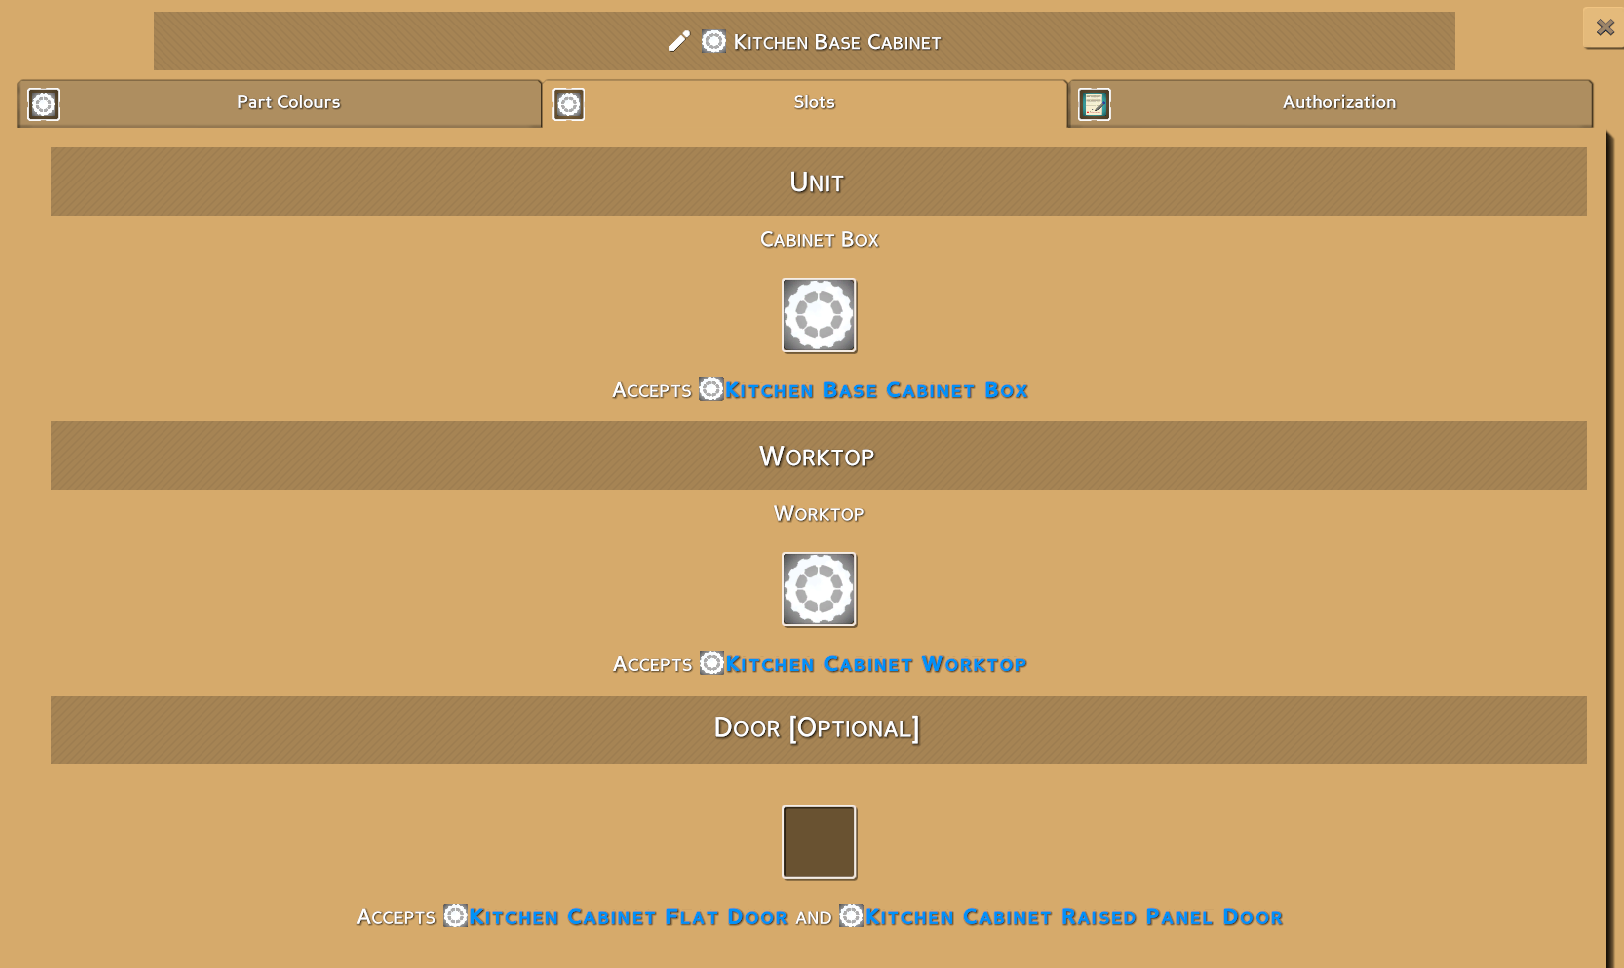 Kitchen Base Cabinet
Part Colours
Slots
Authorization
Unit
Cabinet Box
Accepts Kitchen Base Cabinet Box
Worktop
Worktop
Accepts Kitchen Cabinet Worktop
Door [Optional]
Accepts Kitchen Cabinet Flat Door and Kitchen Cabinet Raised Panel Door